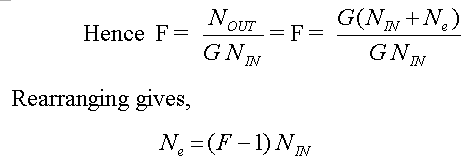 Hence F = N_OUT / G N_IN = F = G(N_IN + N_e) / G N_IN
Rearranging gives,
N_e = (F − 1) N_IN